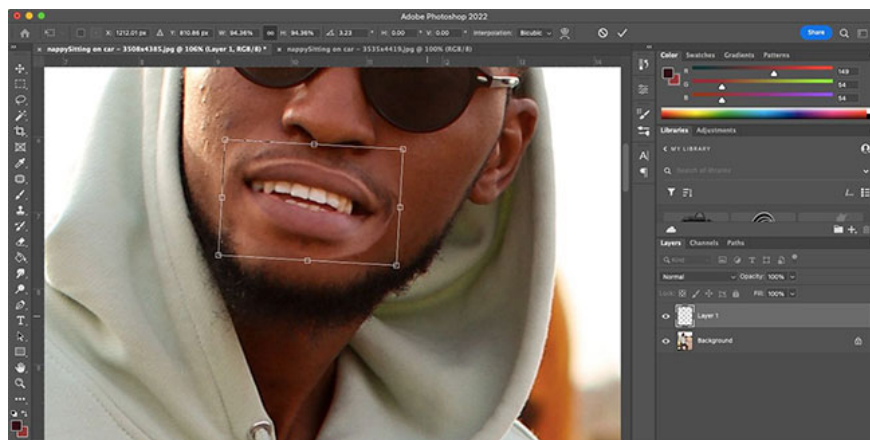 Adobe Photoshop 2022
X: 1212.01 px Y: 810.86 px W: 94.36% H: 94.36% 3.23 ° H: 0.00 ° V: 0.00 ° Interpolation: Bicubic Share
× nappySitting on car – 3508x4385.jpg @ 106% (Layer 1, RGB/8) * × nappySitting on car – 3535x4419.jpg @ 100% (RGB/8)
Color Swatches Gradients Patterns
R 149
G 54
B 54
Libraries Adjustments
< MY LIBRARY
Layers Channels Paths
Normal Opacity: 100%
Lock: Fill: 100%
Layer 1
Background